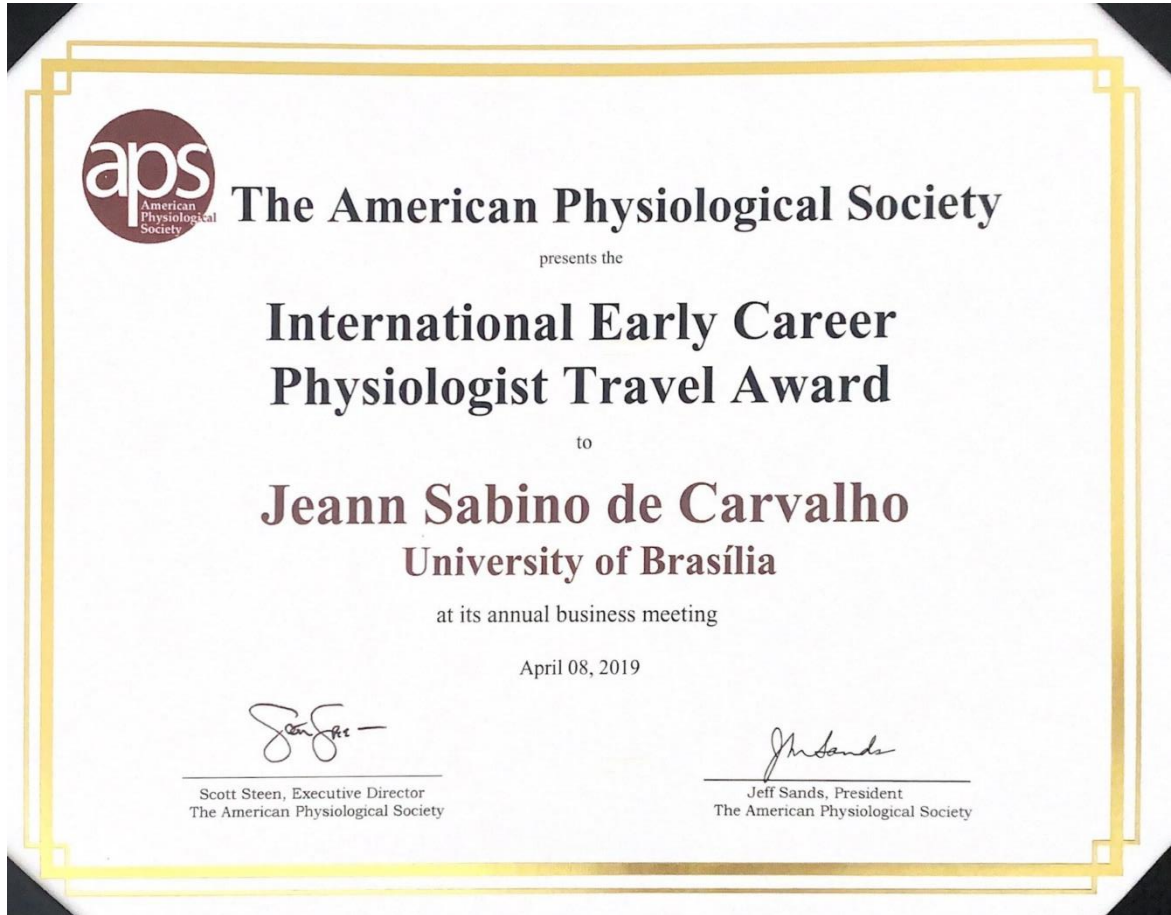 aps
American
Physiological
Society
The American Physiological Society
presents the
International Early Career
Physiologist Travel Award
to
Jeann Sabino de Carvalho
University of Brasília
at its annual business meeting
April 08, 2019
Scott Steen, Executive Director
The American Physiological Society
Jeff Sands, President
The American Physiological Society